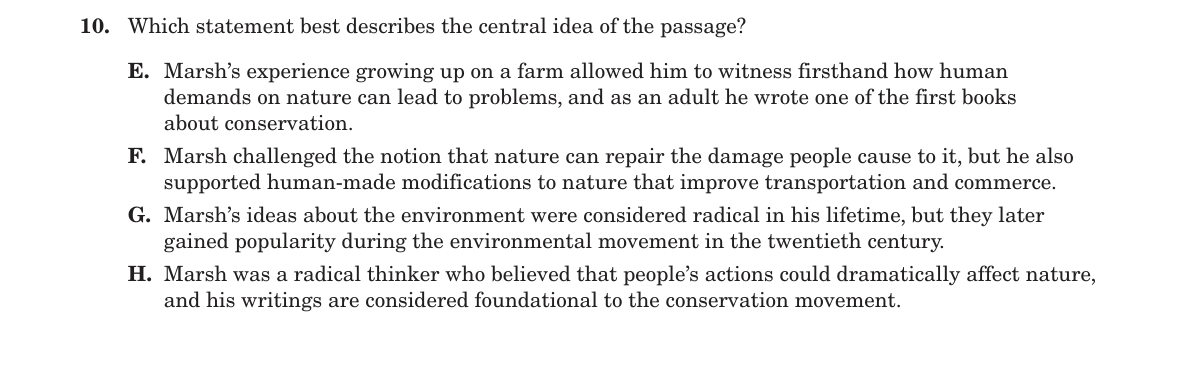 10. Which statement best describes the central idea of the passage?
E. Marsh’s experience growing up on a farm allowed him to witness firsthand how human
demands on nature can lead to problems, and as an adult he wrote one of the first books
about conservation.
F. Marsh challenged the notion that nature can repair the damage people cause to it, but he also
supported human-made modifications to nature that improve transportation and commerce.
G. Marsh’s ideas about the environment were considered radical in his lifetime, but they later
gained popularity during the environmental movement in the twentieth century.
H. Marsh was a radical thinker who believed that people’s actions could dramatically affect nature,
and his writings are considered foundational to the conservation movement.